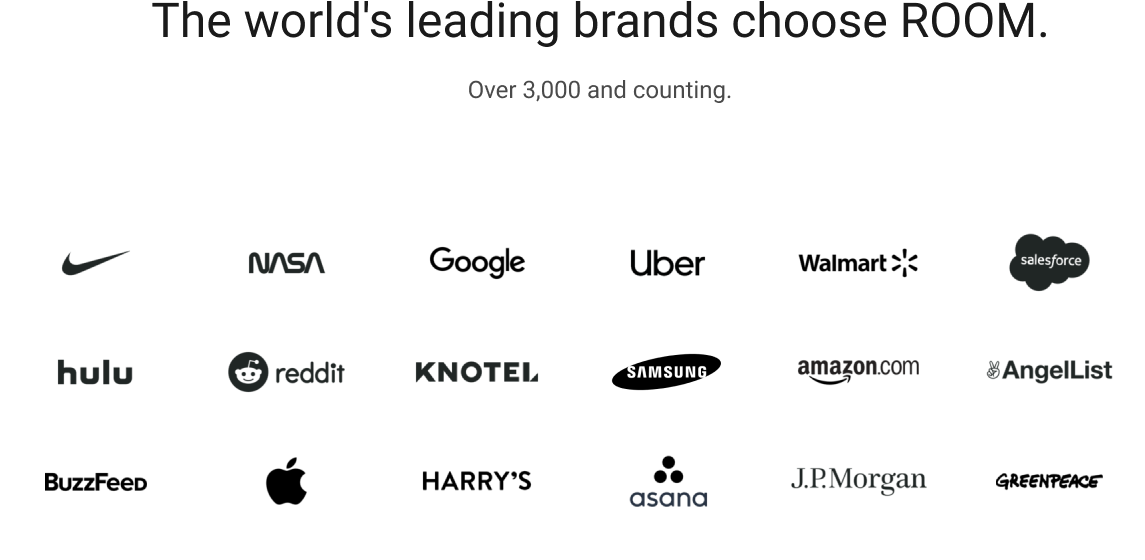 The world's leading brands choose ROOM.
Over 3,000 and counting.
NASA Google Uber Walmart salesforce
hulu reddit KNOTEL SAMSUNG amazon.com AngelList
BuzzFeed HARRY'S asana J.P.Morgan GREENPEACE